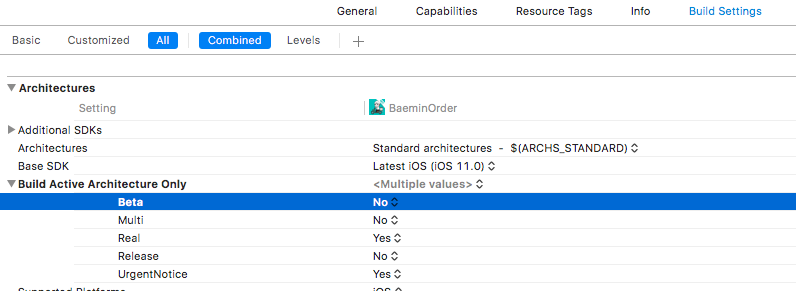 General Capabilities Resource Tags Info Build Settings
Basic Customized All Combined Levels +
Architectures
Setting BaeminOrder
Additional SDKs
Architectures Standard architectures - $(ARCHS_STANDARD)
Base SDK Latest iOS (iOS 11.0)
Build Active Architecture Only <Multiple values>
Beta No
Multi No
Real Yes
Release No
UrgentNotice Yes
Supported Platforms iOS